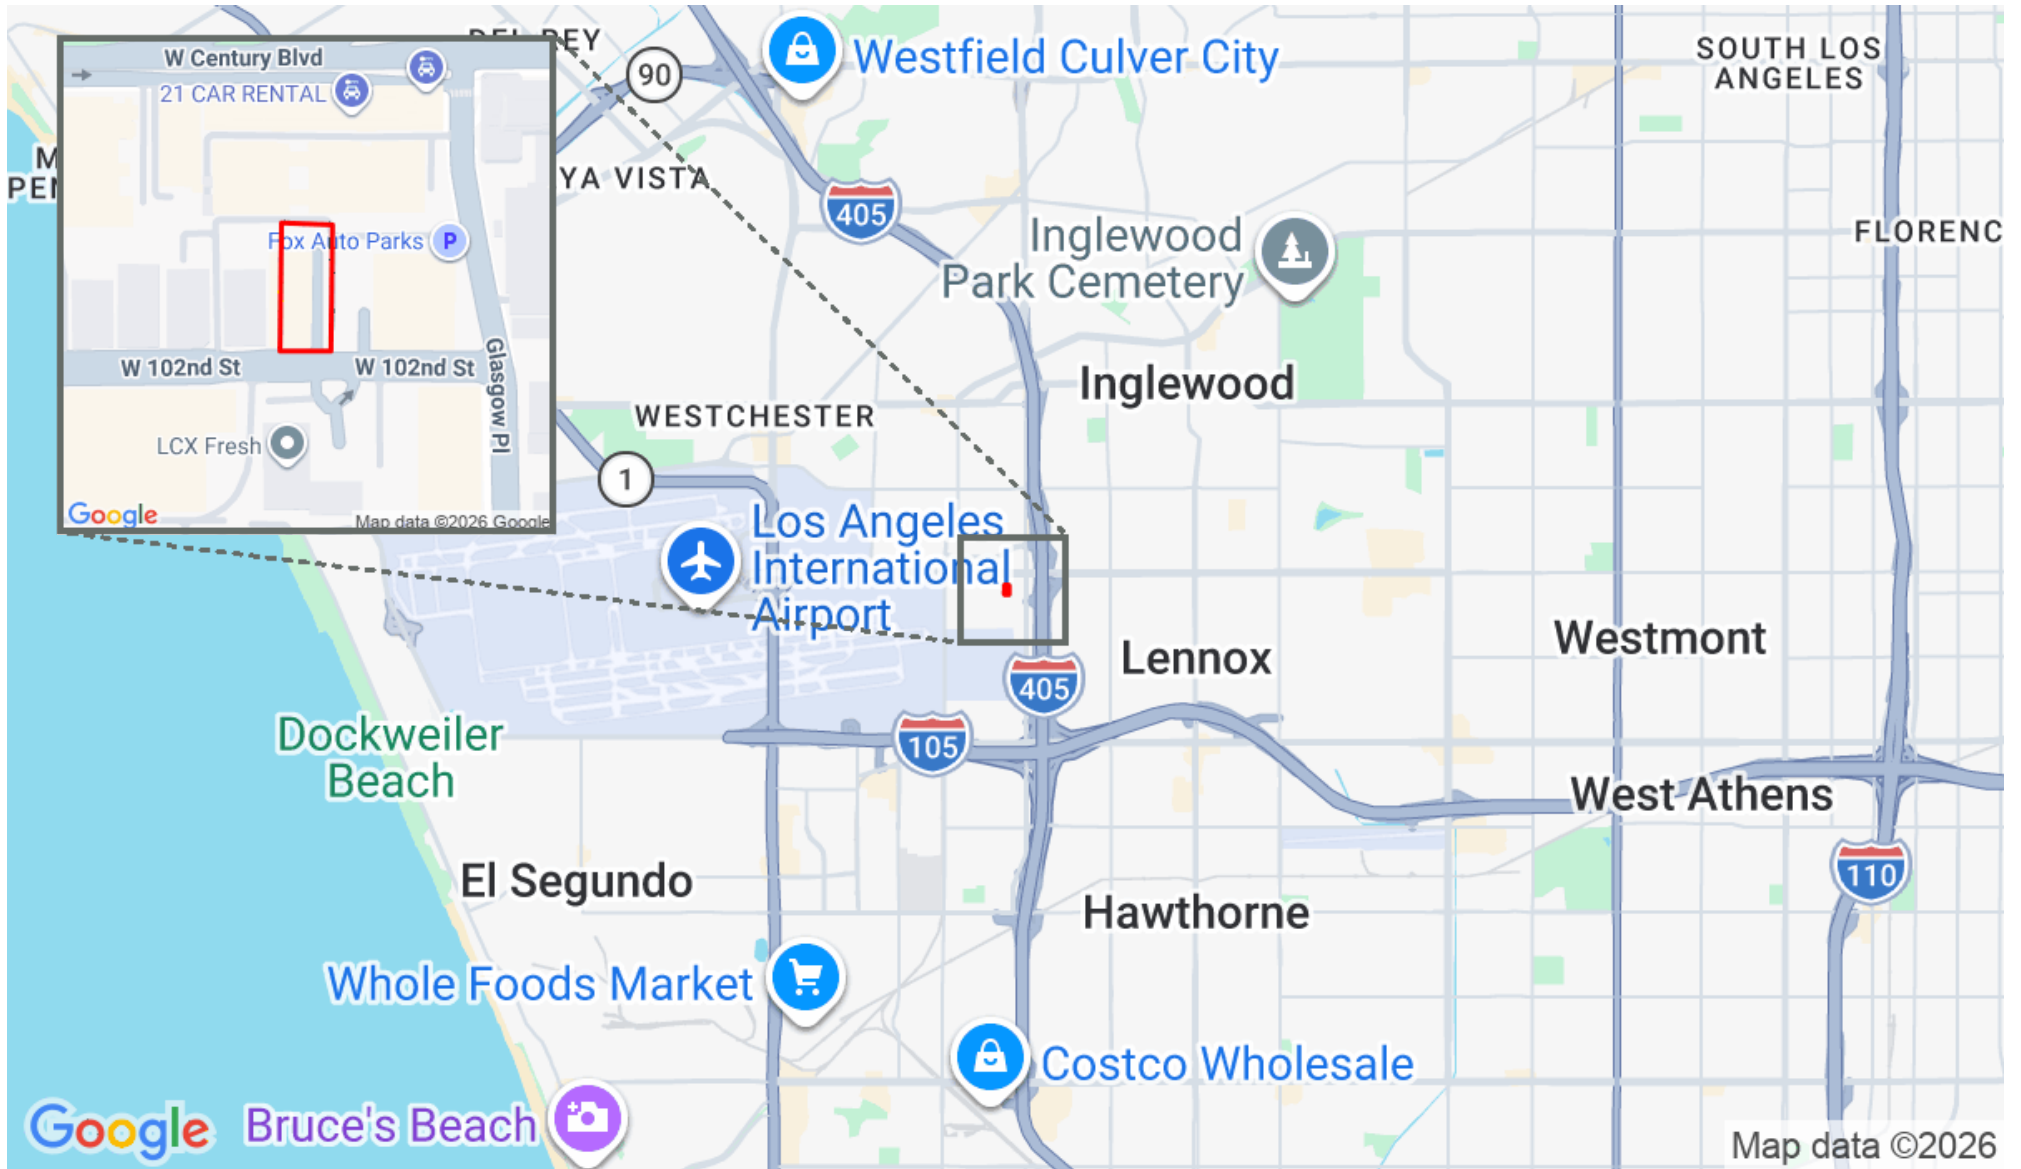 DEL REY
90
Westfield Culver City
SOUTH LOS
ANGELES
W Century Blvd
21 CAR RENTAL
Fox Auto Parks
P
W 102nd St
W 102nd St
Glasgow Pl
LCX Fresh
Google
Map data ©2026 Google
M
PEN
YA VISTA
405
Inglewood
Park Cemetery
FLORENC
Inglewood
WESTCHESTER
1
Los Angeles
International
Airport
Westmont
Lennox
405
Dockweiler
Beach
105
West Athens
El Segundo
110
Hawthorne
Whole Foods Market
Costco Wholesale
Bruce's Beach
Google
Map data ©2026